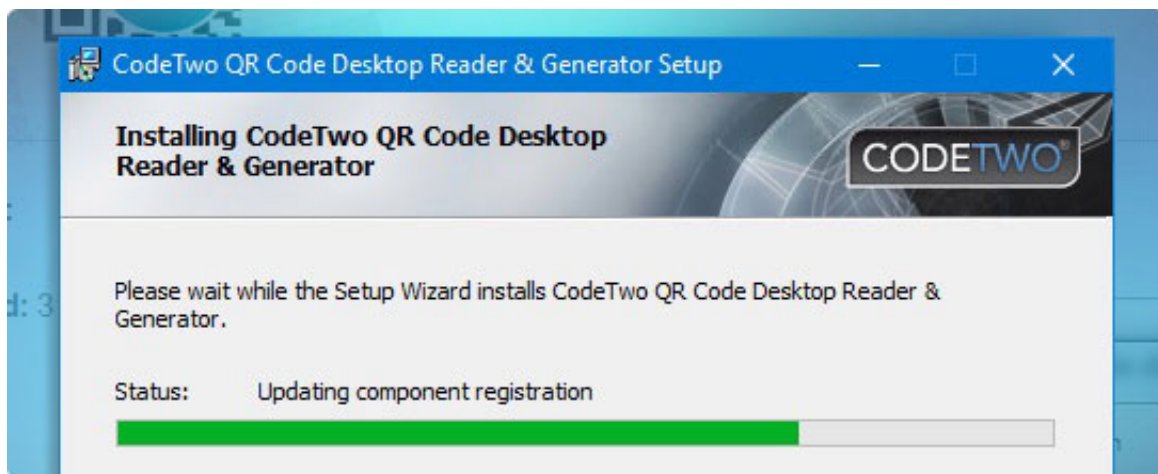 CodeTwo QR Code Desktop Reader & Generator Setup
Installing CodeTwo QR Code Desktop
Reader & Generator
CODETWO®
Please wait while the Setup Wizard installs CodeTwo QR Code Desktop Reader &
Generator.
d: 3
Status: Updating component registration